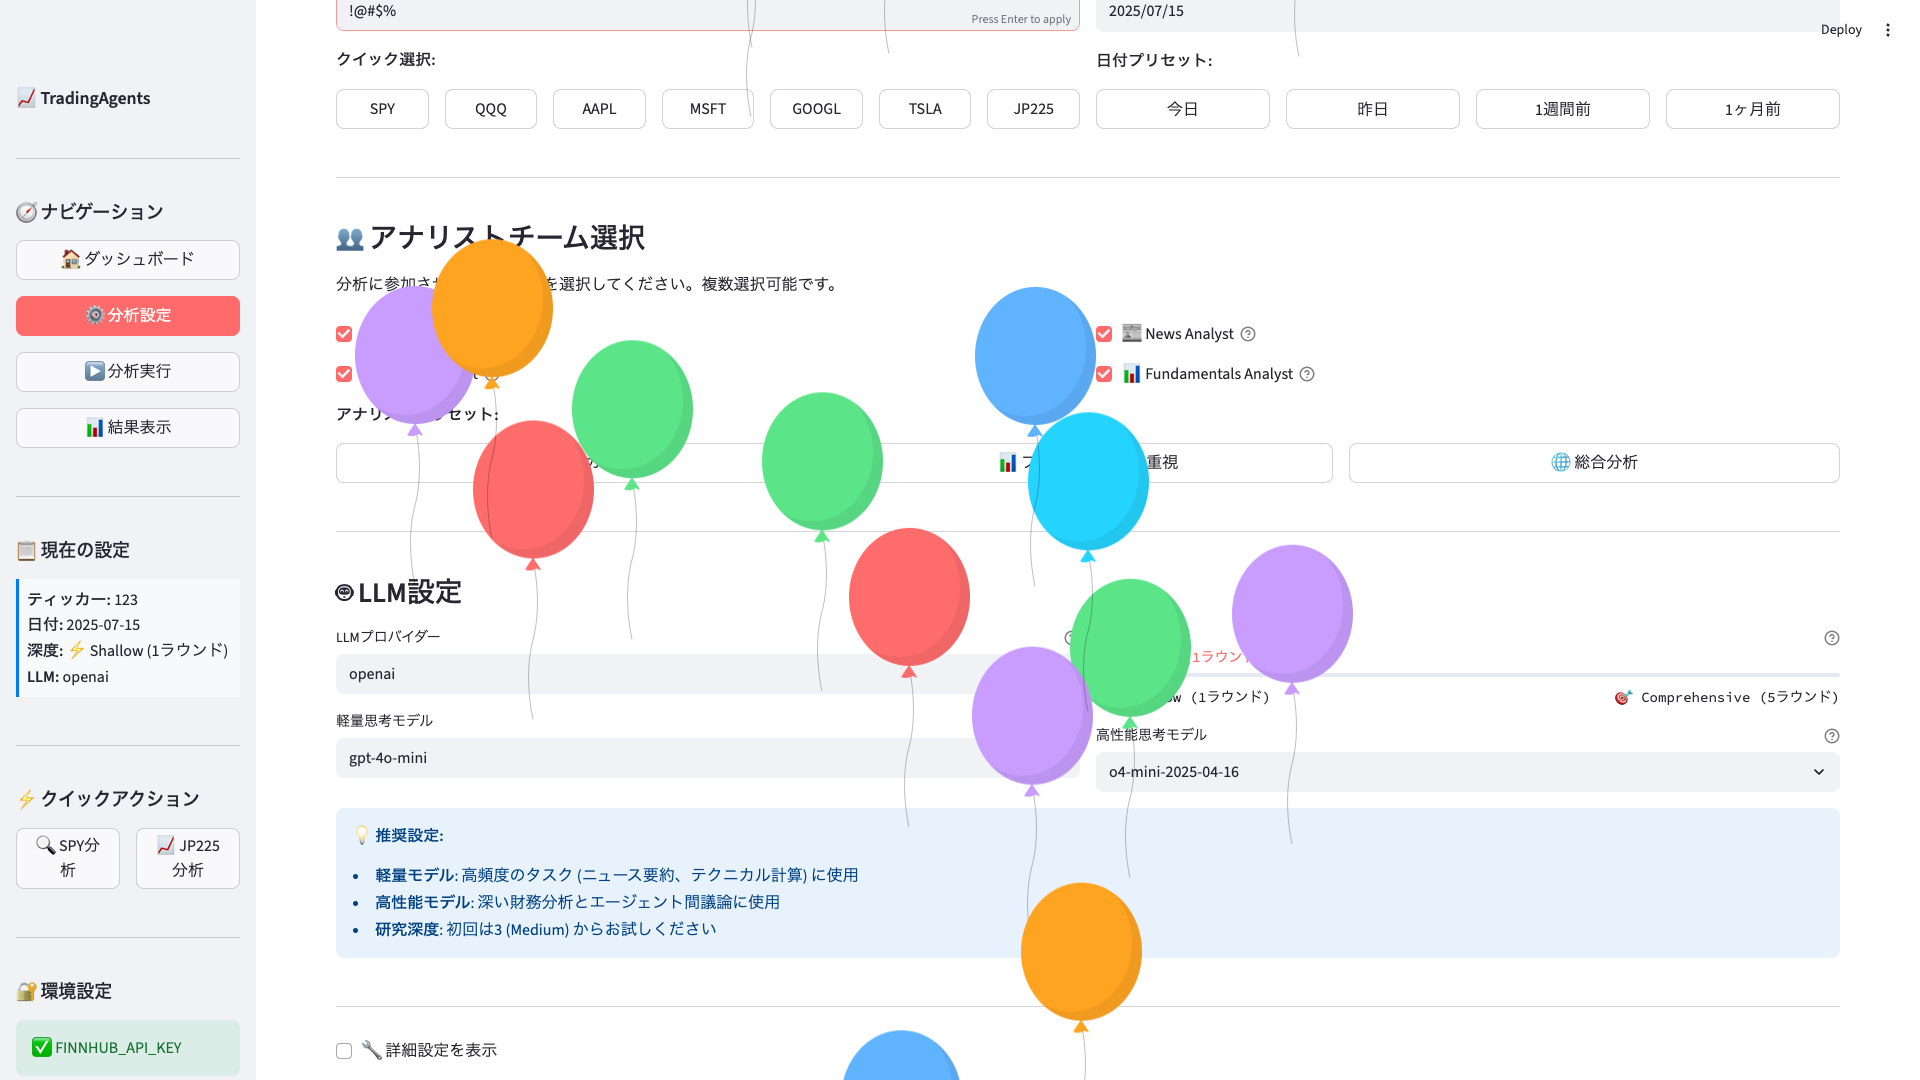 TradingAgents
ナビゲーション
ダッシュボード
分析設定
分析実行
結果表示
現在の設定
ティッカー: 123
日付: 2025-07-15
深度: ⚡ Shallow (1ラウンド)
LLM: openai
クイックアクション
SPY分
析
JP225
分析
環境設定
FINNHUB_API_KEY
Deploy
!@#$%
Press Enter to apply
2025/07/15
クイック選択:
SPY
QQQ
AAPL
MSFT
GOOGL
TSLA
JP225
日付プリセット:
今日
昨日
1週間前
1ヶ月前
アナリストチーム選択
分析に参加さ
を選択してください。複数選択可能です。
News Analyst
Fundamentals Analyst
アナリ
セット:
重視
総合分析
LLM設定
LLMプロバイダー
openai
軽量思考モデル
gpt-4o-mini
1ラウン
(1ラウンド)
Comprehensive (5ラウンド)
高性能思考モデル
o4-mini-2025-04-16
推奨設定:
• 軽量モデル: 高頻度のタスク (ニュース要約、テクニカル計算) に使用
• 高性能モデル: 深い財務分析とエージェント間議論に使用
• 研究深度: 初回は3 (Medium) からお試しください
詳細設定を表示